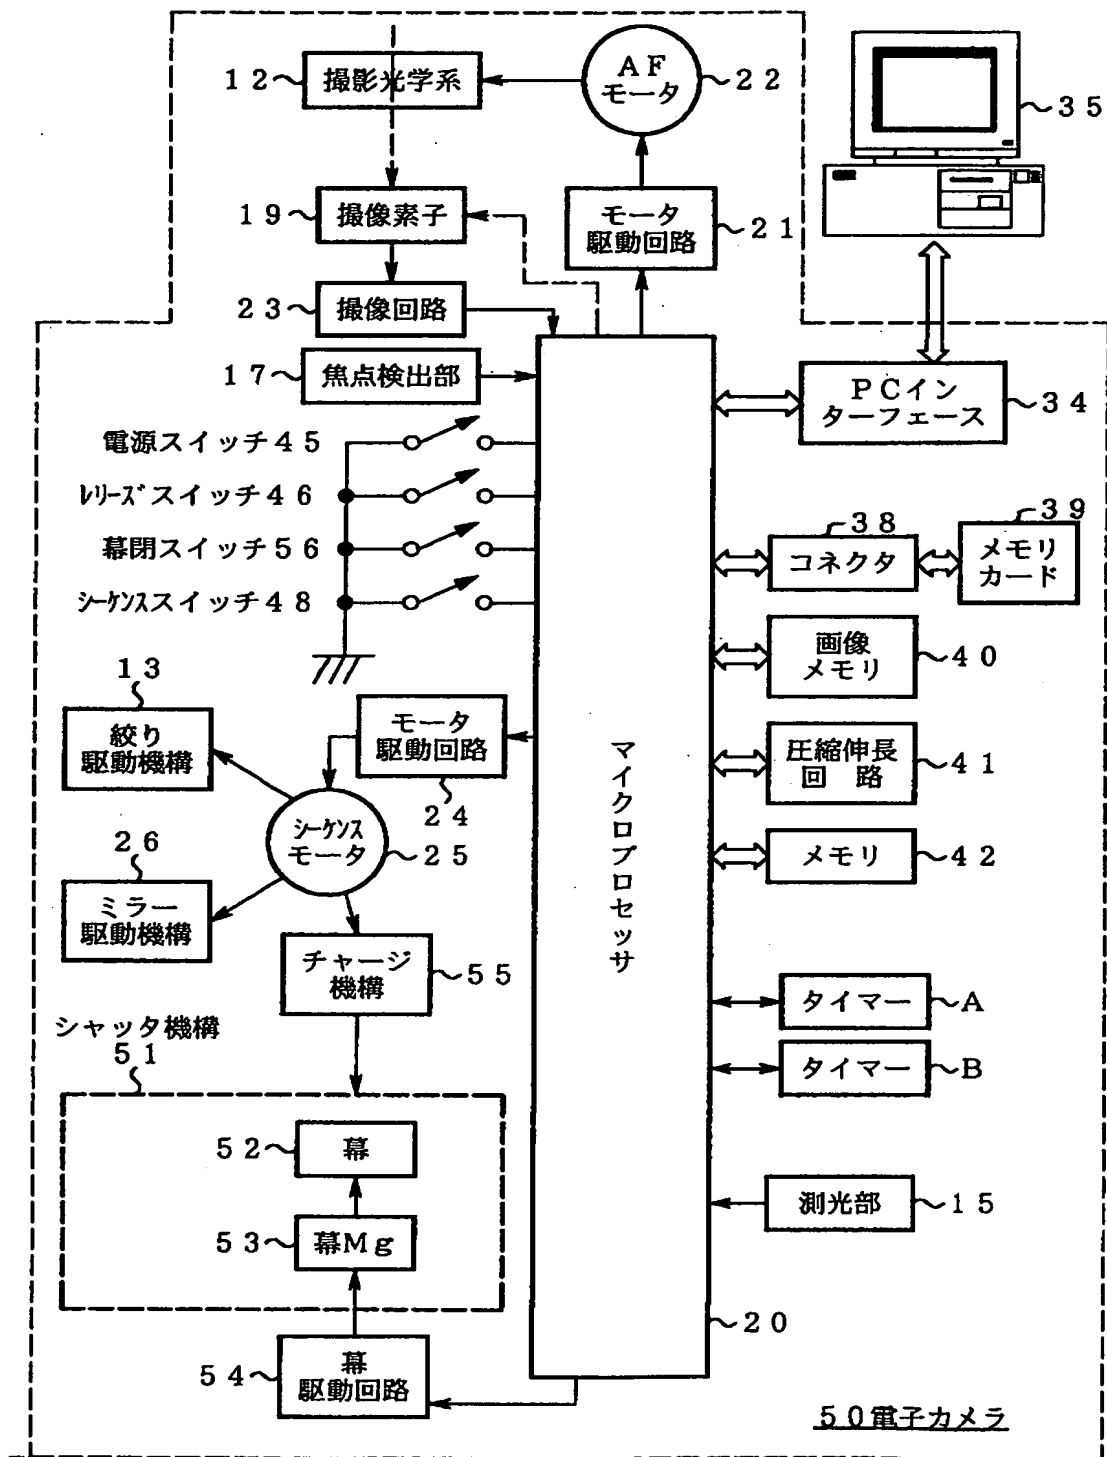 12
撮影光学系
AF
モータ
22
35
19
撮像素子
モータ
駆動回路
21
23
撮像回路
17
焦点検出部
PCイン
ターフェース
34
電源スイッチ45
ﾚﾘｰｽﾞスイッチ46
幕閉スイッチ56
ｼｰｹﾝｽスイッチ48
38
コネクタ
39
メモリ
カード
画像
メモリ
40
13
絞り
駆動機構
モータ
駆動回路
24
圧縮伸長
回 路
41
ｼｰｹﾝｽ
モータ
25
メモリ
42
26
ミラー
駆動機構
マイクロプロセッサ
チャージ
機構
55
タイマー
A
タイマー
B
シャッタ機構
51
52
幕
53
幕Mg
測光部
15
20
54
幕
駆動回路
50電子カメラ